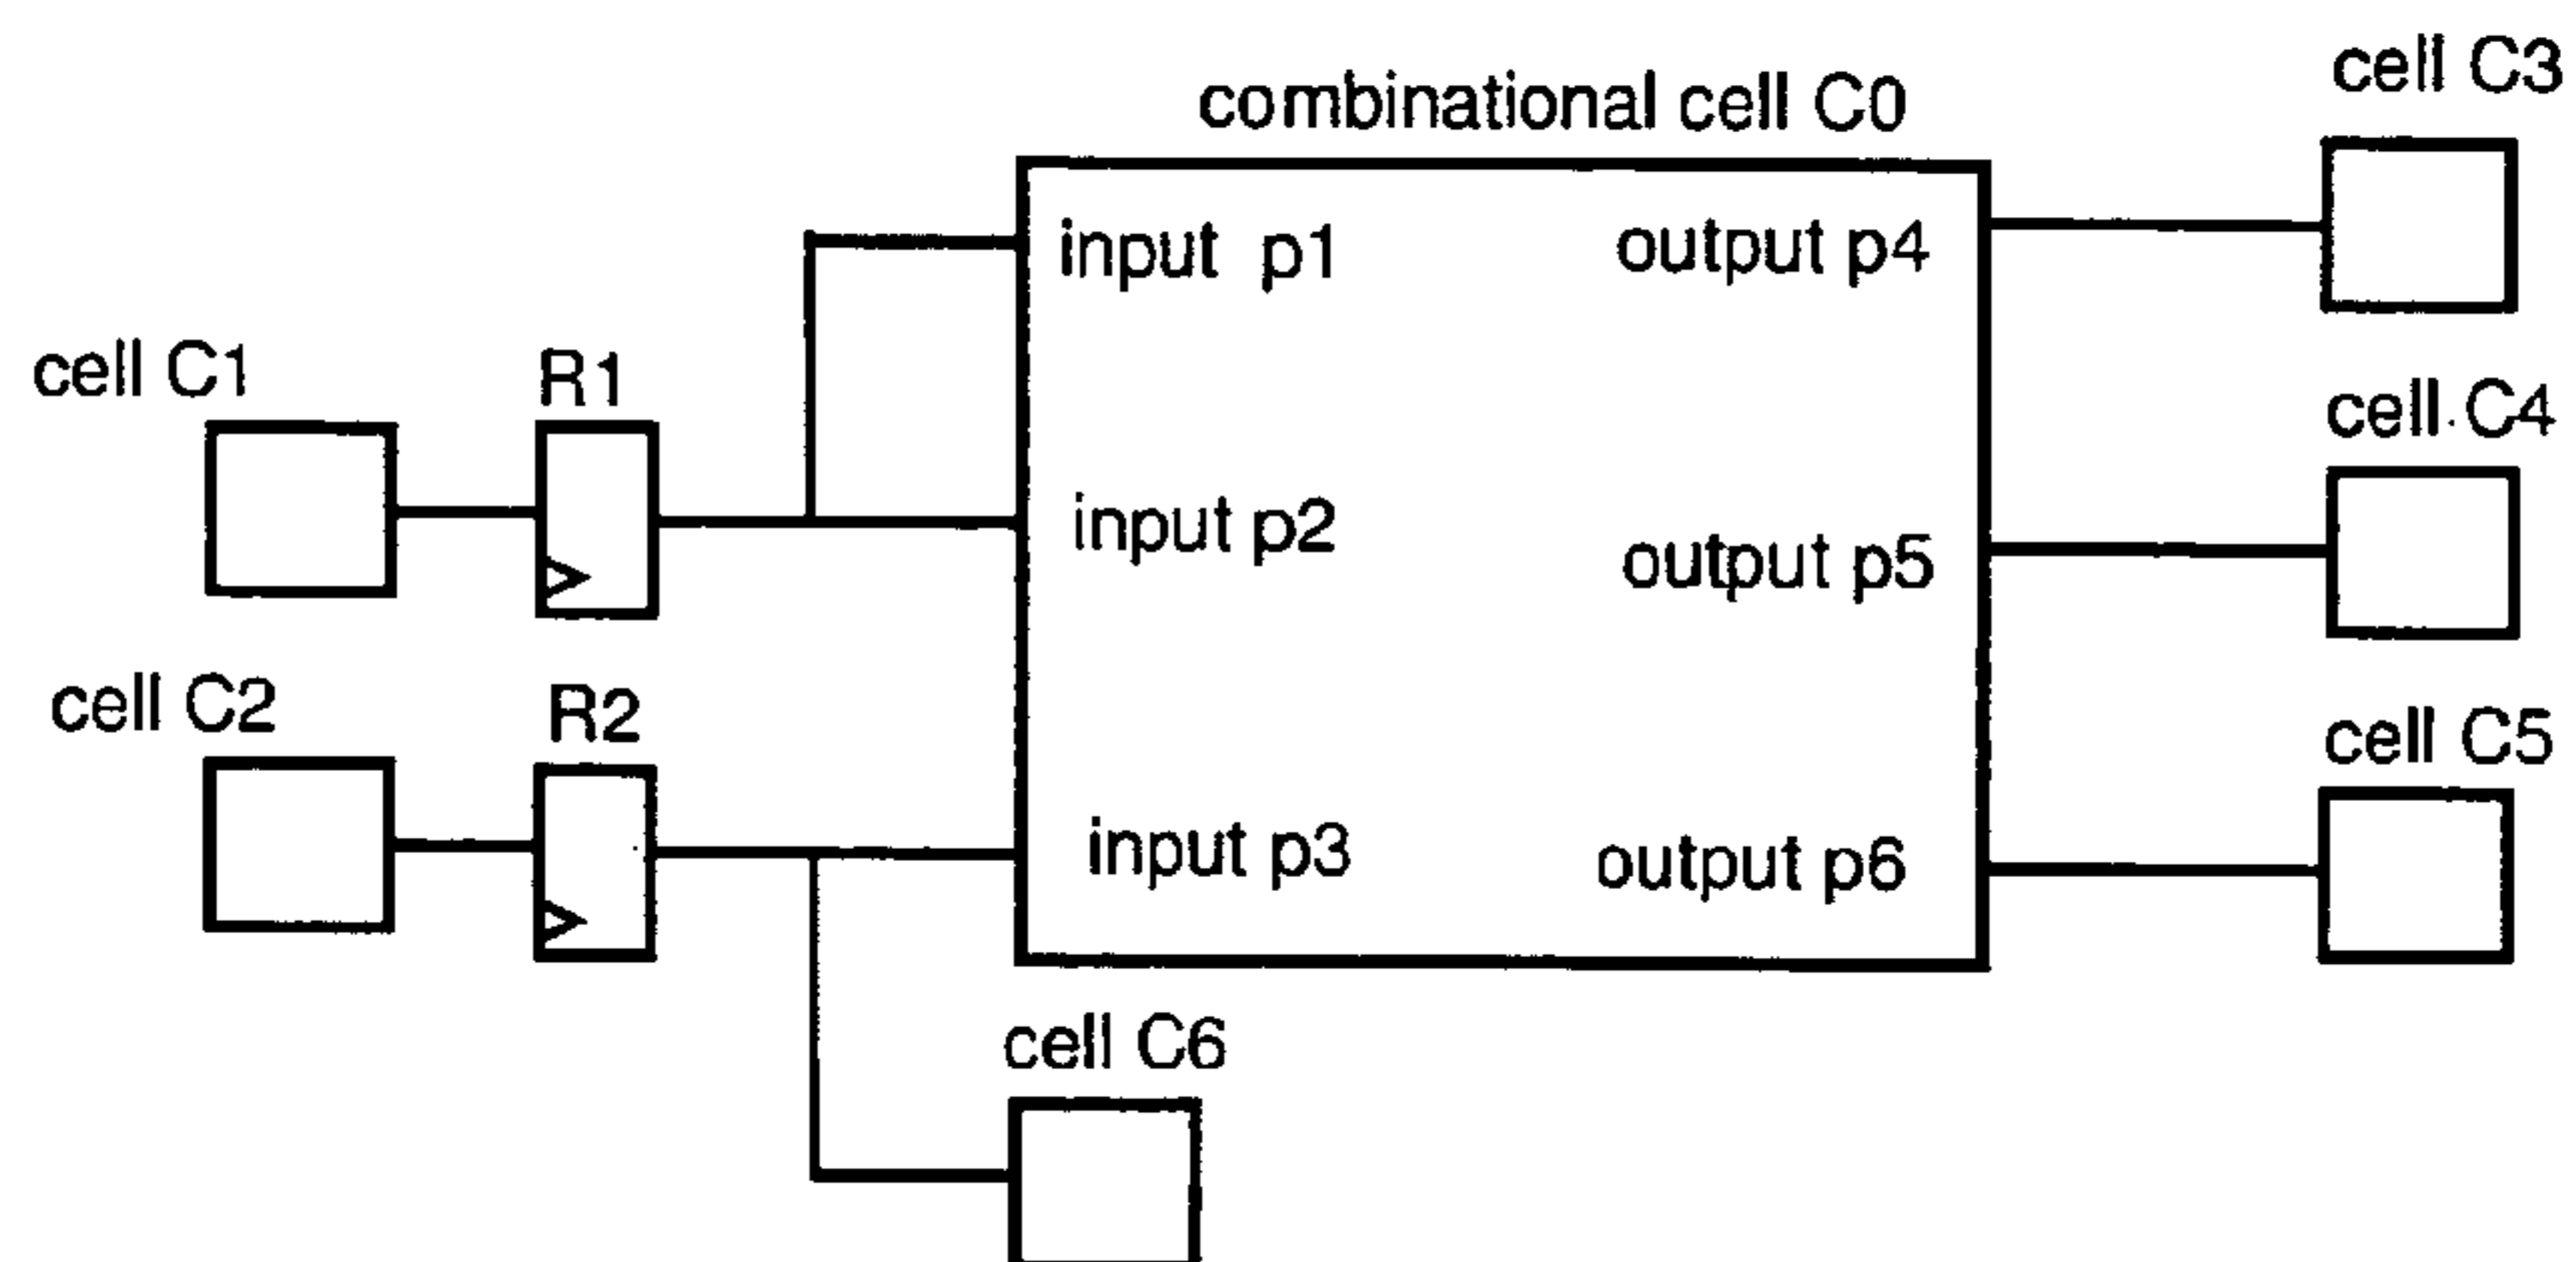 cell C3
combinational cell C0
input p1
output p4
cell C1
R1
cell C4
input p2
output p5
cell C2
R2
cell C5
input p3
output p6
cell C6